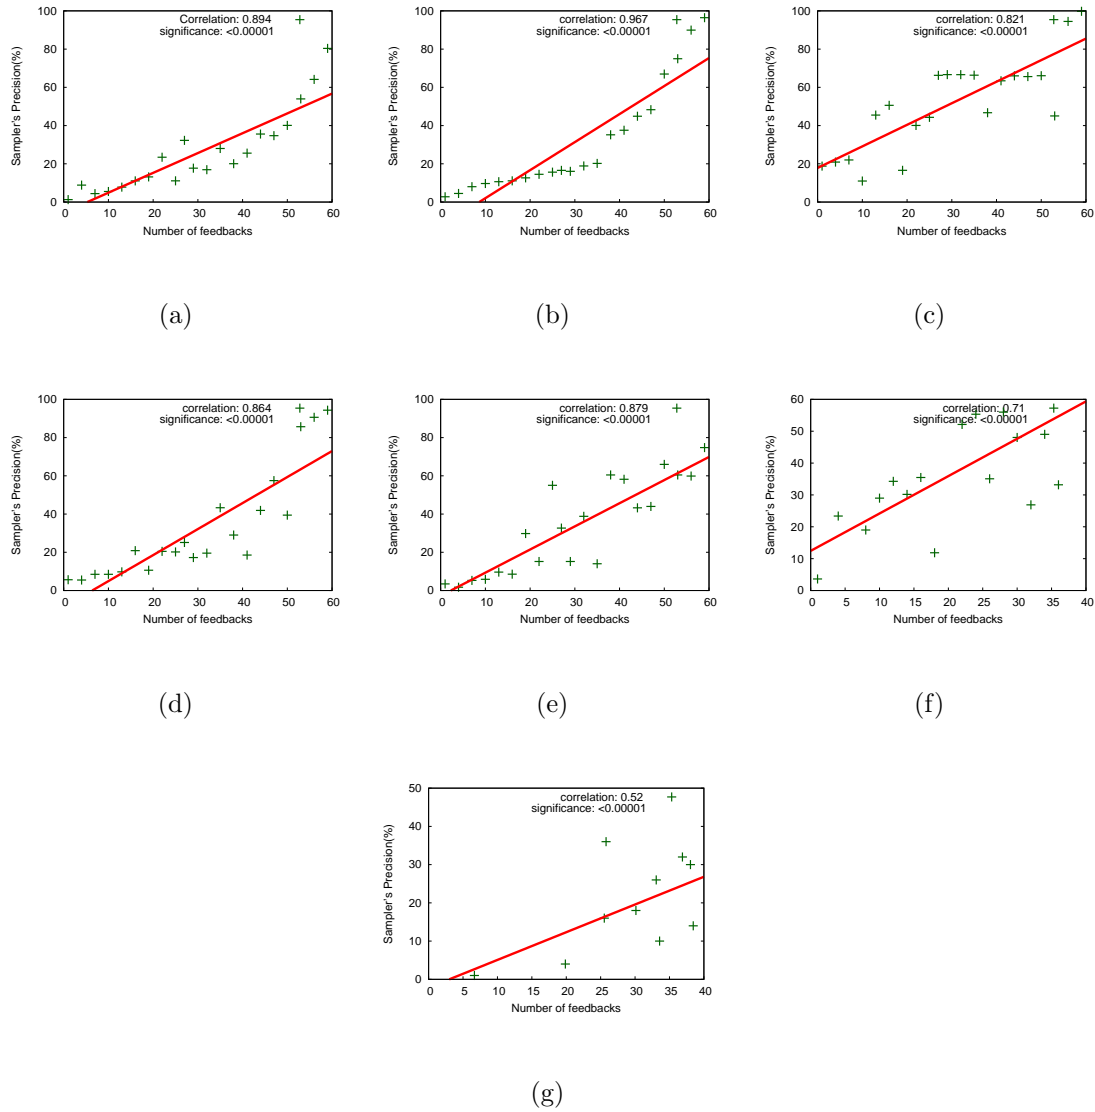 Correlation: 0.894
significance: <0.00001
Sampler's Precision(%)
100
80
60
40
20
0
0 10 20 30 40 50 60
Number of feedbacks
(a)
correlation: 0.967
significance: <0.00001
Sampler's Precision(%)
100
80
60
40
20
0
0 10 20 30 40 50 60
Number of feedbacks
(b)
correlation: 0.821
significance: <0.00001
Sampler's Precision(%)
100
80
60
40
20
0
0 10 20 30 40 50 60
Number of feedbacks
(c)
correlation: 0.864
significance: <0.00001
Sampler's Precision(%)
100
80
60
40
20
0
0 10 20 30 40 50 60
Number of feedbacks
(d)
correlation: 0.879
significance: <0.00001
Sampler's Precision(%)
100
80
60
40
20
0
0 10 20 30 40 50 60
Number of feedbacks
(e)
correlation: 0.71
significance: <0.00001
Sampler's Precision(%)
60
50
40
30
20
10
0
0 5 10 15 20 25 30 35 40
Number of feedbacks
(f)
correlation: 0.52
significance: <0.00001
Sampler's Precision(%)
50
40
30
20
10
0
0 5 10 15 20 25 30 35 40
Number of feedbacks
(g)